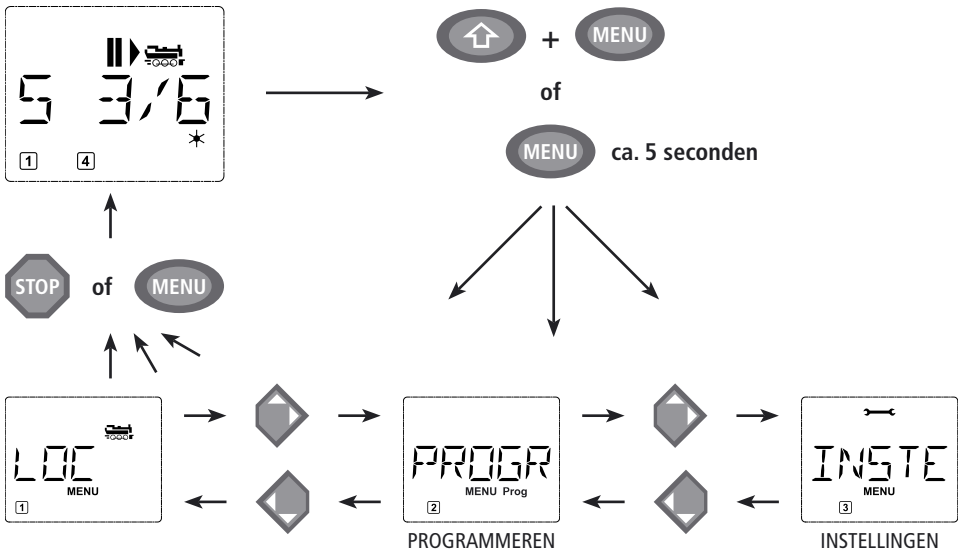 5 3/6
1 4
+ MENU
of
MENU ca. 5 seconden
STOP of MENU
LOC
MENU
1
PROGR
MENU Prog
2
PROGRAMMEREN
INSTE
MENU
3
INSTELLINGEN